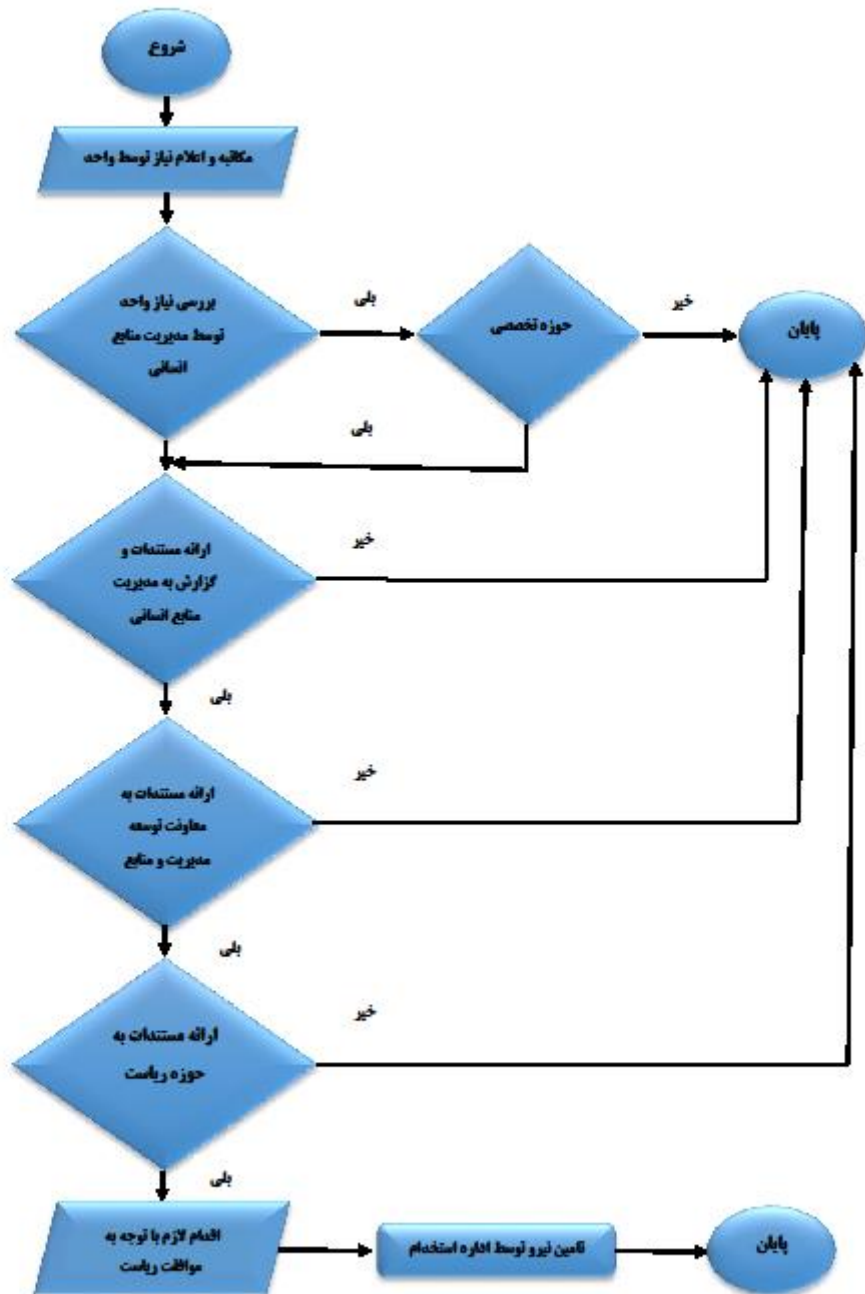 شروع
مکاتبه و اعلام نیاز توسط واحد
بررسی نیاز واحد
توسط مدیریت منابع
انسانی
بلی
حوزه تخصصی
خیر
پایان
بلی
ارائه مستندات و
گزارش به مدیریت
منابع انسانی
خیر
بلی
ارائه مستندات به
معاونت توسعه
مدیریت و منابع
خیر
بلی
ارائه مستندات به
حوزه ریاست
خیر
بلی
اقدام لازم با توجه به
موافقت ریاست
تامین نیرو توسط اداره استخدام
پایان